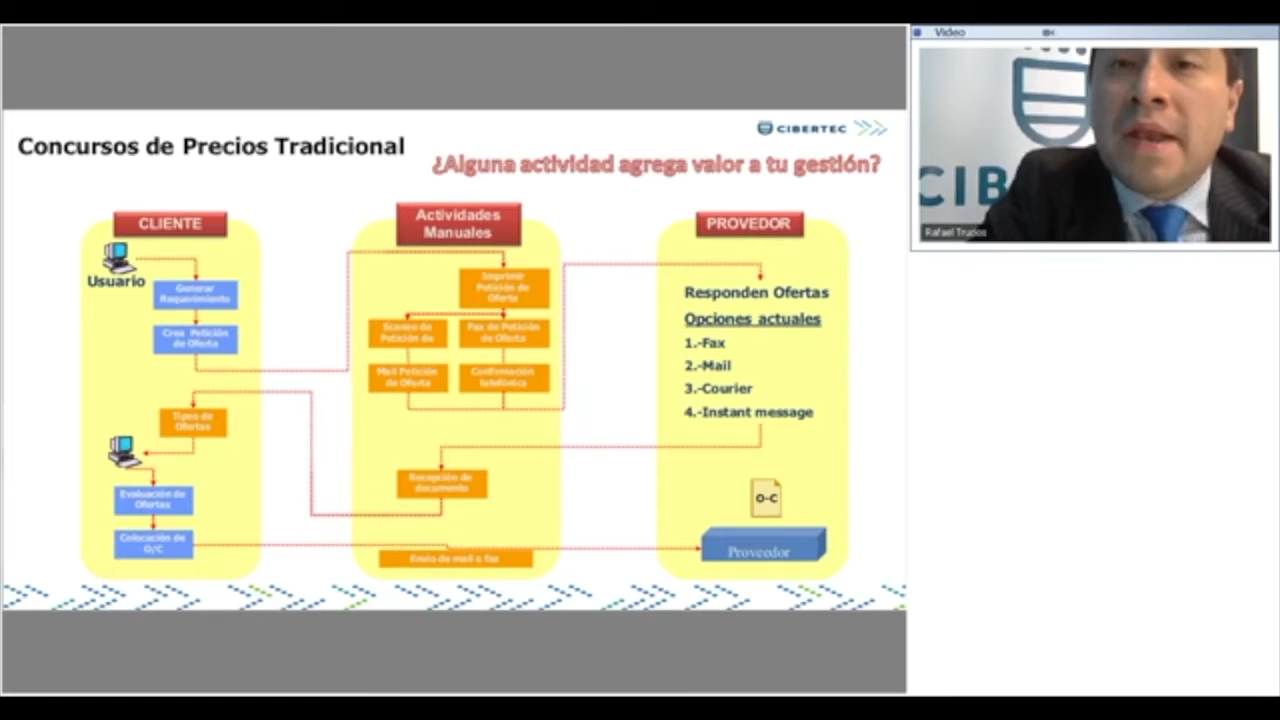 Video
CIB
Rafael Trucios
CIBERTEC
Concursos de Precios Tradicional
¿Alguna actividad agrega valor a tu gestión?
CLIENTE
Usuario
Generar
Requerimiento
Crea Petición
de Oferta
Tipos de
Ofertas
Evaluación de
Ofertas
Colocación de
O/C
Actividades
Manuales
Imprimir
Petición de
Oferta
Scaneo de
Petición de
Fax de Petición
de Oferta
Mail Petición
de Oferta
Confirmación
telefónica
Recepción de
documento
Envio de mail o fax
PROVEDOR
Responden Ofertas
Opciones actuales
1.-Fax
2.-Mail
3.-Courier
4.-Instant message
O-C
Proveedor